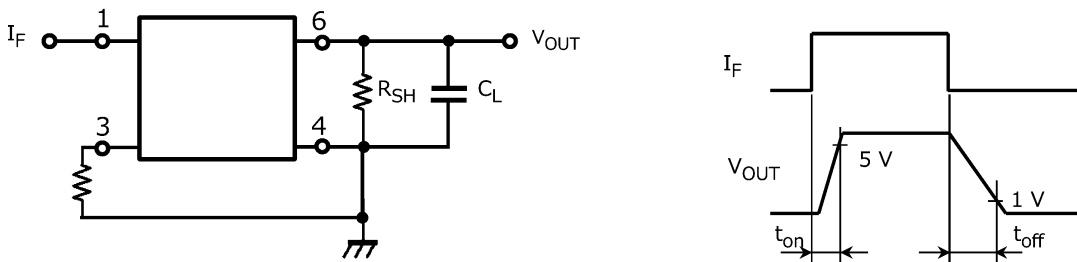 1
6
I_F
V_OUT
R_SH
C_L
3
4
I_F
V_OUT
5 V
1 V
t_on
t_off